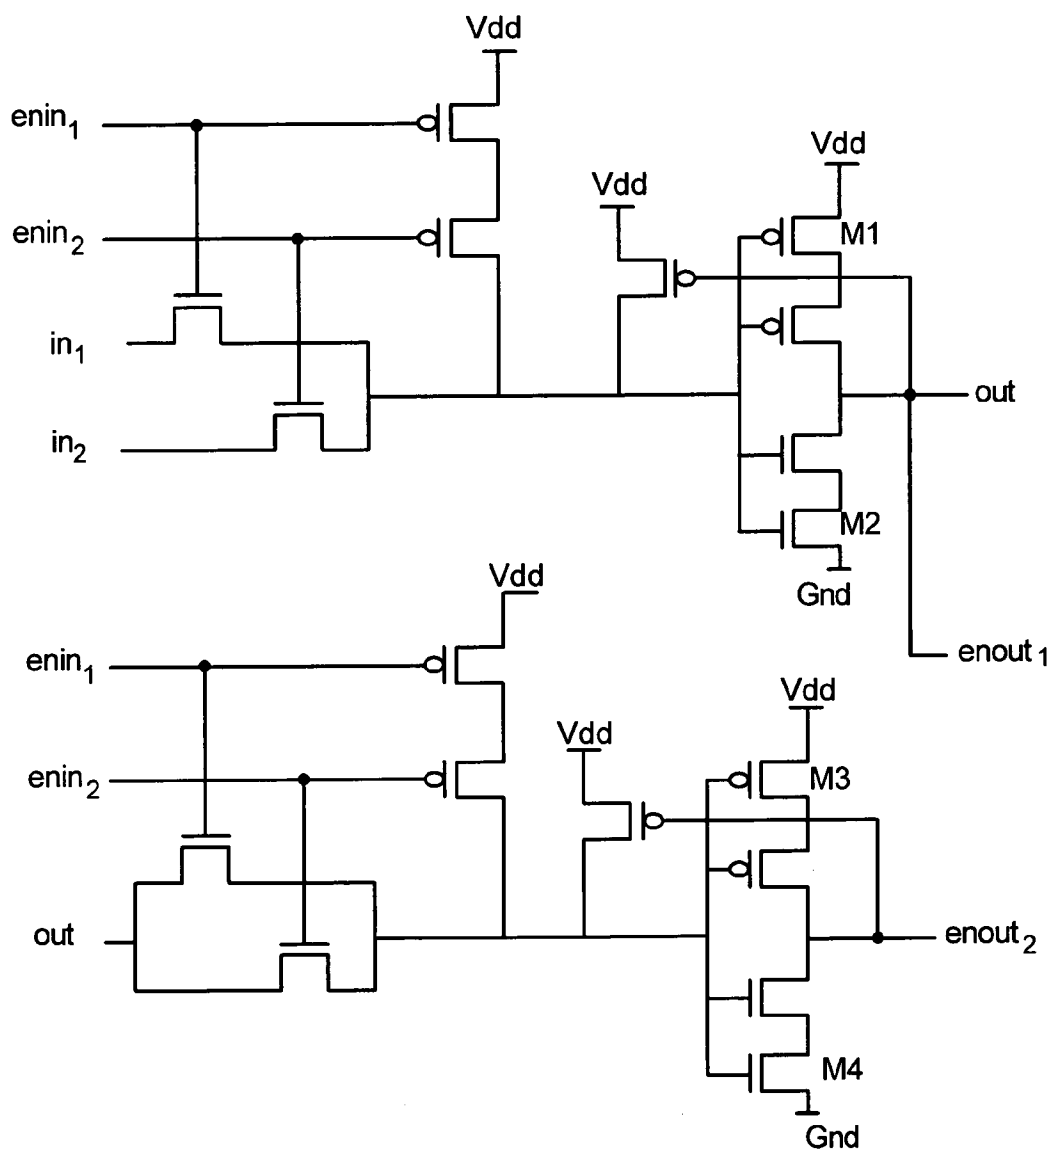 Vdd
enin1
Vdd
Vdd
enin2
M1
in1
out
in2
M2
Gnd
Vdd
enout1
enin1
Vdd
Vdd
enin2
M3
out
enout2
M4
Gnd